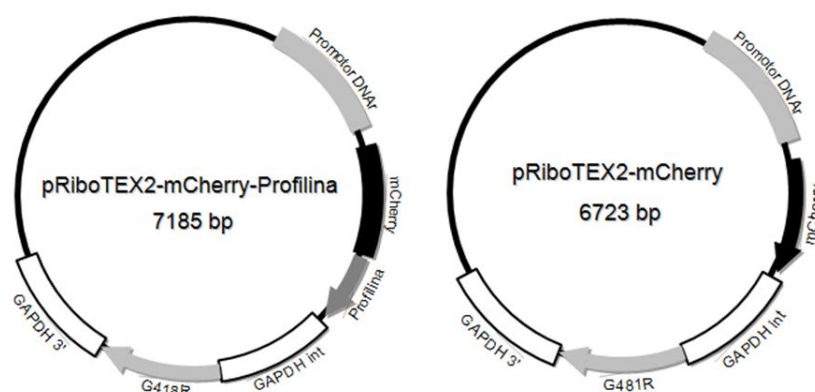 Promotor DNAr
mCherry
Profilina
GAPDH Int
G418R
GAPDH 3'
pRiboTEX2-mCherry-Profilina
7185 bp
Promotor DNAr
mCherry
GAPDH Int
G481R
GAPDH 3'
pRiboTEX2-mCherry
6723 bp